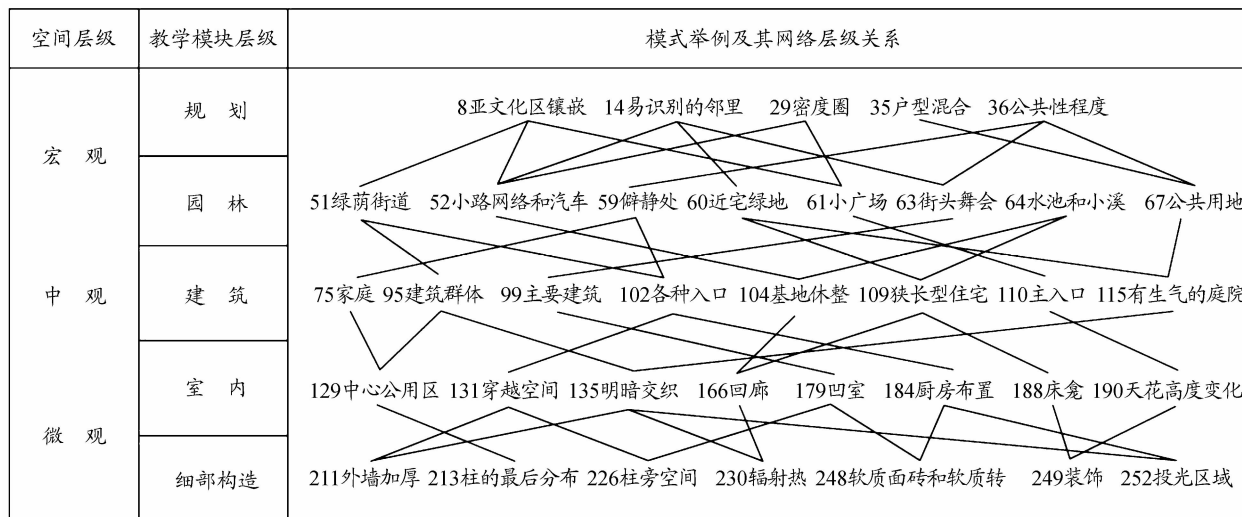 空间层级 教学模块层级 模式举例及其网络层级关系
规 划 8亚文化区镶嵌 14易识别的邻里 29密度圈 35户型混合 36公共性程度
宏 观
园 林 51绿荫街道 52小路网络和汽车 59僻静处 60近宅绿地 61小广场 63街头舞会 64水池和小溪 67公共用地
中 观 建 筑 75家庭 95建筑群体 99主要建筑 102各种入口 104基地休整 109狭长型住宅 110主入口 115有生气的庭院
室 内 129中心公用区 131穿越空间 135明暗交织 166回廊 179凹室 184厨房布置 188床龛 190天花高度变化
微 观
细部构造 211外墙加厚 213柱的最后分布 226柱旁空间 230辐射热 248软质面砖和软质转 249装饰 252投光区域